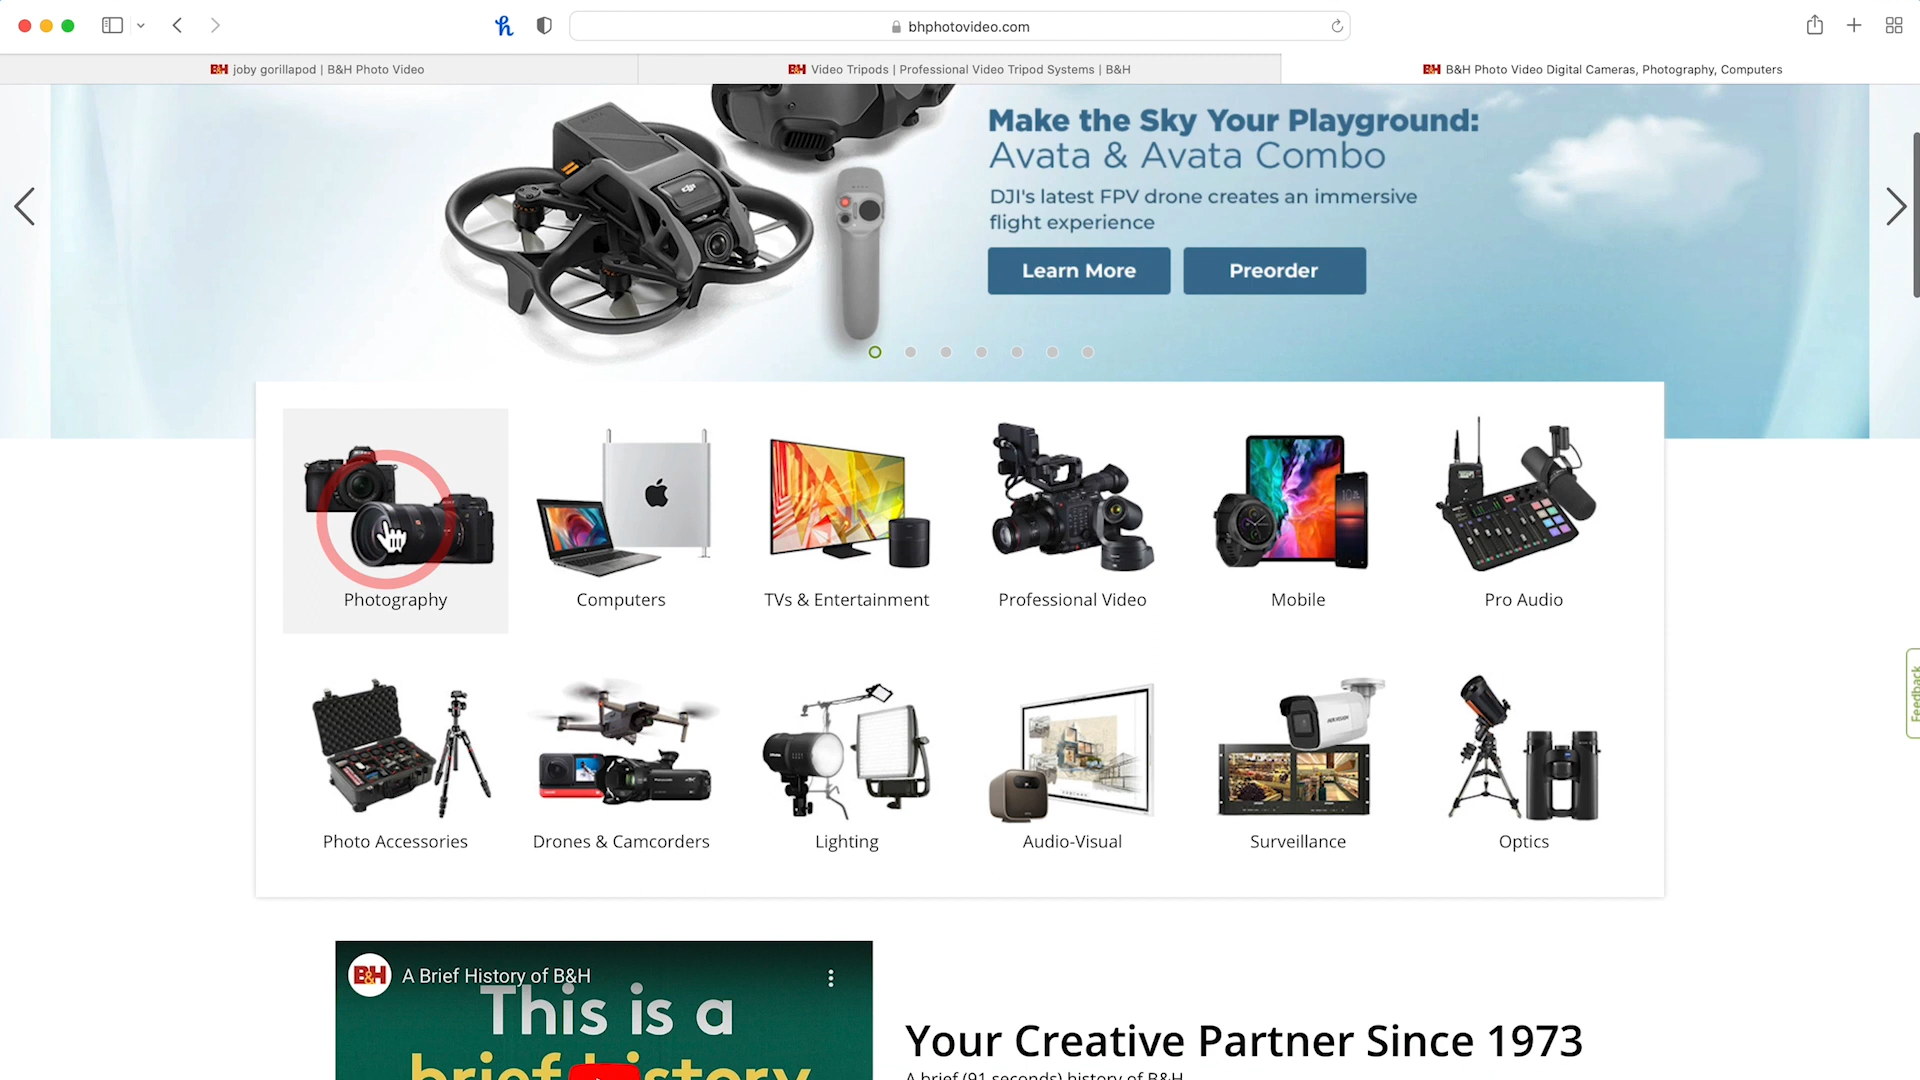 bhphotovideo.com
B&H joby gorillapod | B&H Photo Video
B&H Video Tripods | Professional Video Tripod Systems | B&H
B&H B&H Photo Video Digital Cameras, Photography, Computers
Make the Sky Your Playground:
Avata & Avata Combo
DJI's latest FPV drone creates an immersive
flight experience
Learn More
Preorder
Photography
Computers
TVs & Entertainment
Professional Video
Mobile
Pro Audio
Photo Accessories
Drones & Camcorders
Lighting
Audio-Visual
Surveillance
Optics
Feedback
B&H A Brief History of B&H
This is a
brief history
Your Creative Partner Since 1973
A brief (91 seconds) history of B&H